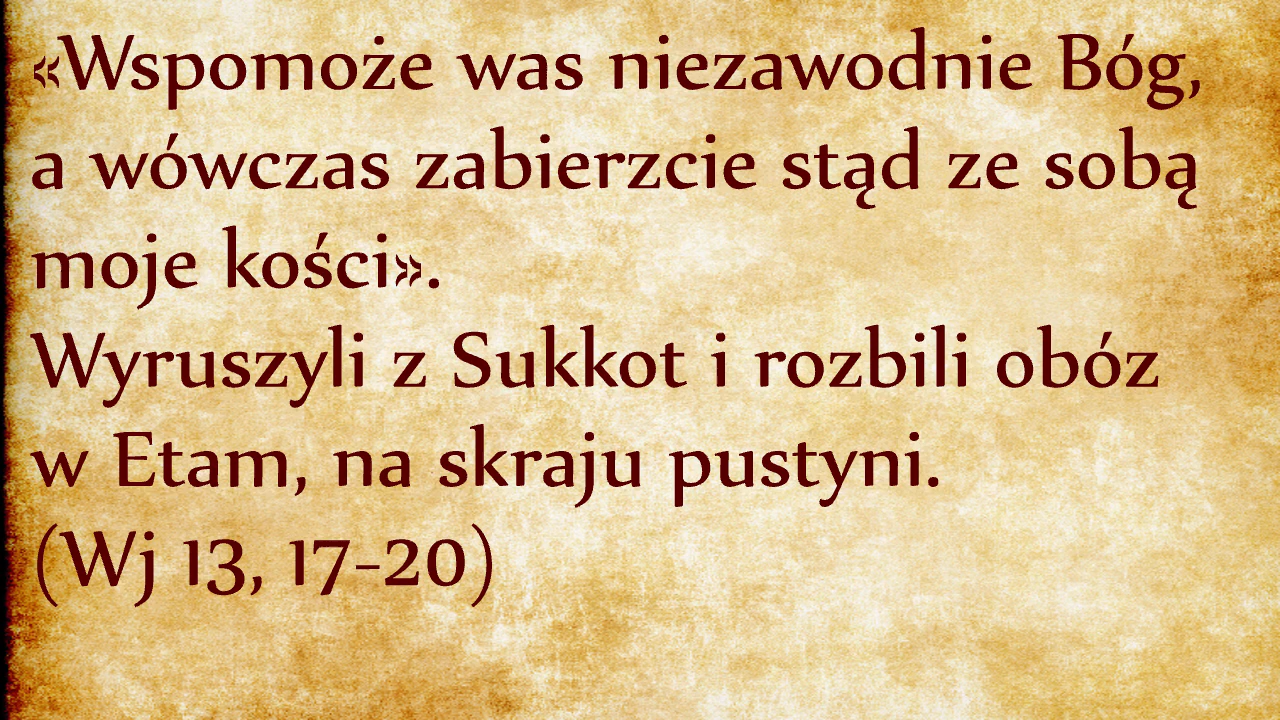 «Wspomoże was niezawodnie Bóg,
a wówczas zabierzcie stąd ze sobą
moje kości».
Wyruszyli z Sukkot i rozbili obóz
w Etam, na skraju pustyni.
(Wj 13, 17-20)